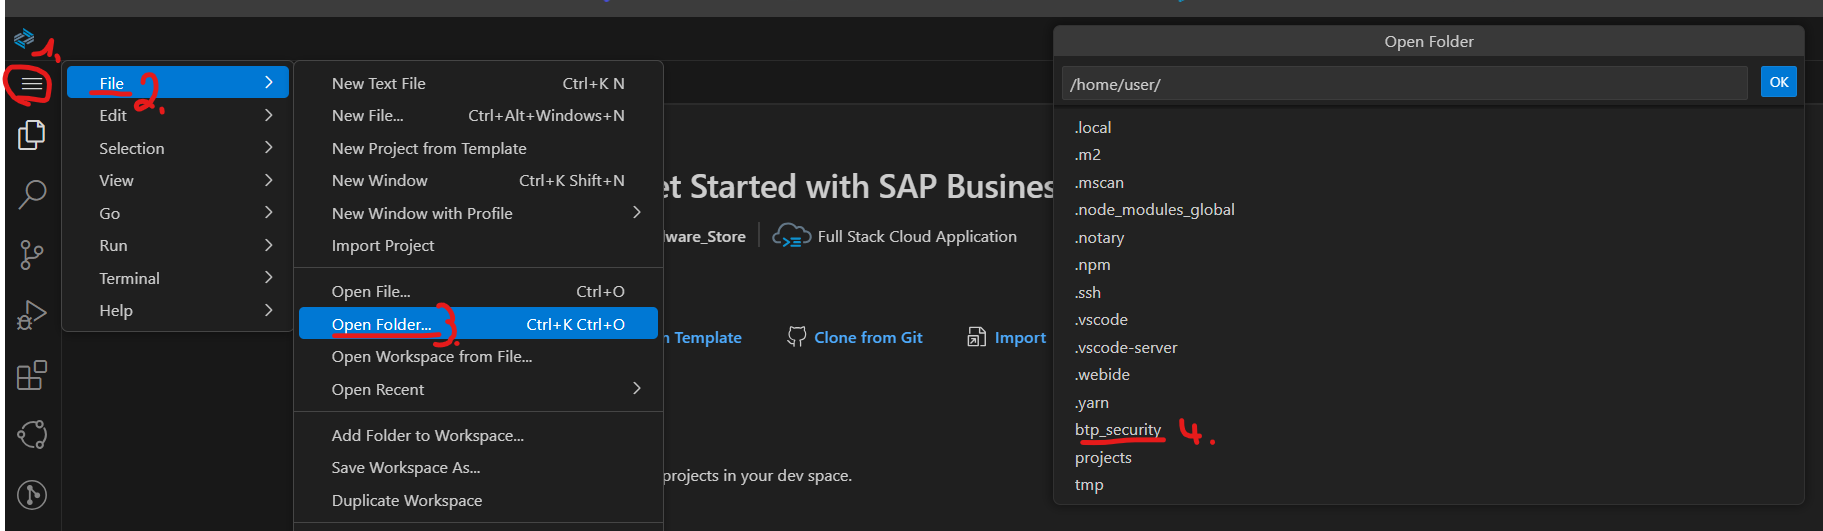 1.
File
2.
Edit
Selection
View
Go
Run
Terminal
Help
New Text File Ctrl+K N
New File... Ctrl+Alt+Windows+N
New Project from Template
New Window Ctrl+K Shift+N
New Window with Profile
Import Project
Open File... Ctrl+O
Open Folder... 3. Ctrl+K Ctrl+O
Open Workspace from File...
Open Recent
Add Folder to Workspace...
Save Workspace As...
Duplicate Workspace
et Started with SAP Busines
ware_Store Full Stack Cloud Application
Template Clone from Git Import
projects in your dev space.
Open Folder
/home/user/ OK
.local
.m2
.mscan
.node_modules_global
.notary
.npm
.ssh
.vscode
.vscode-server
.webide
.yarn
btp_security 4.
projects
tmp